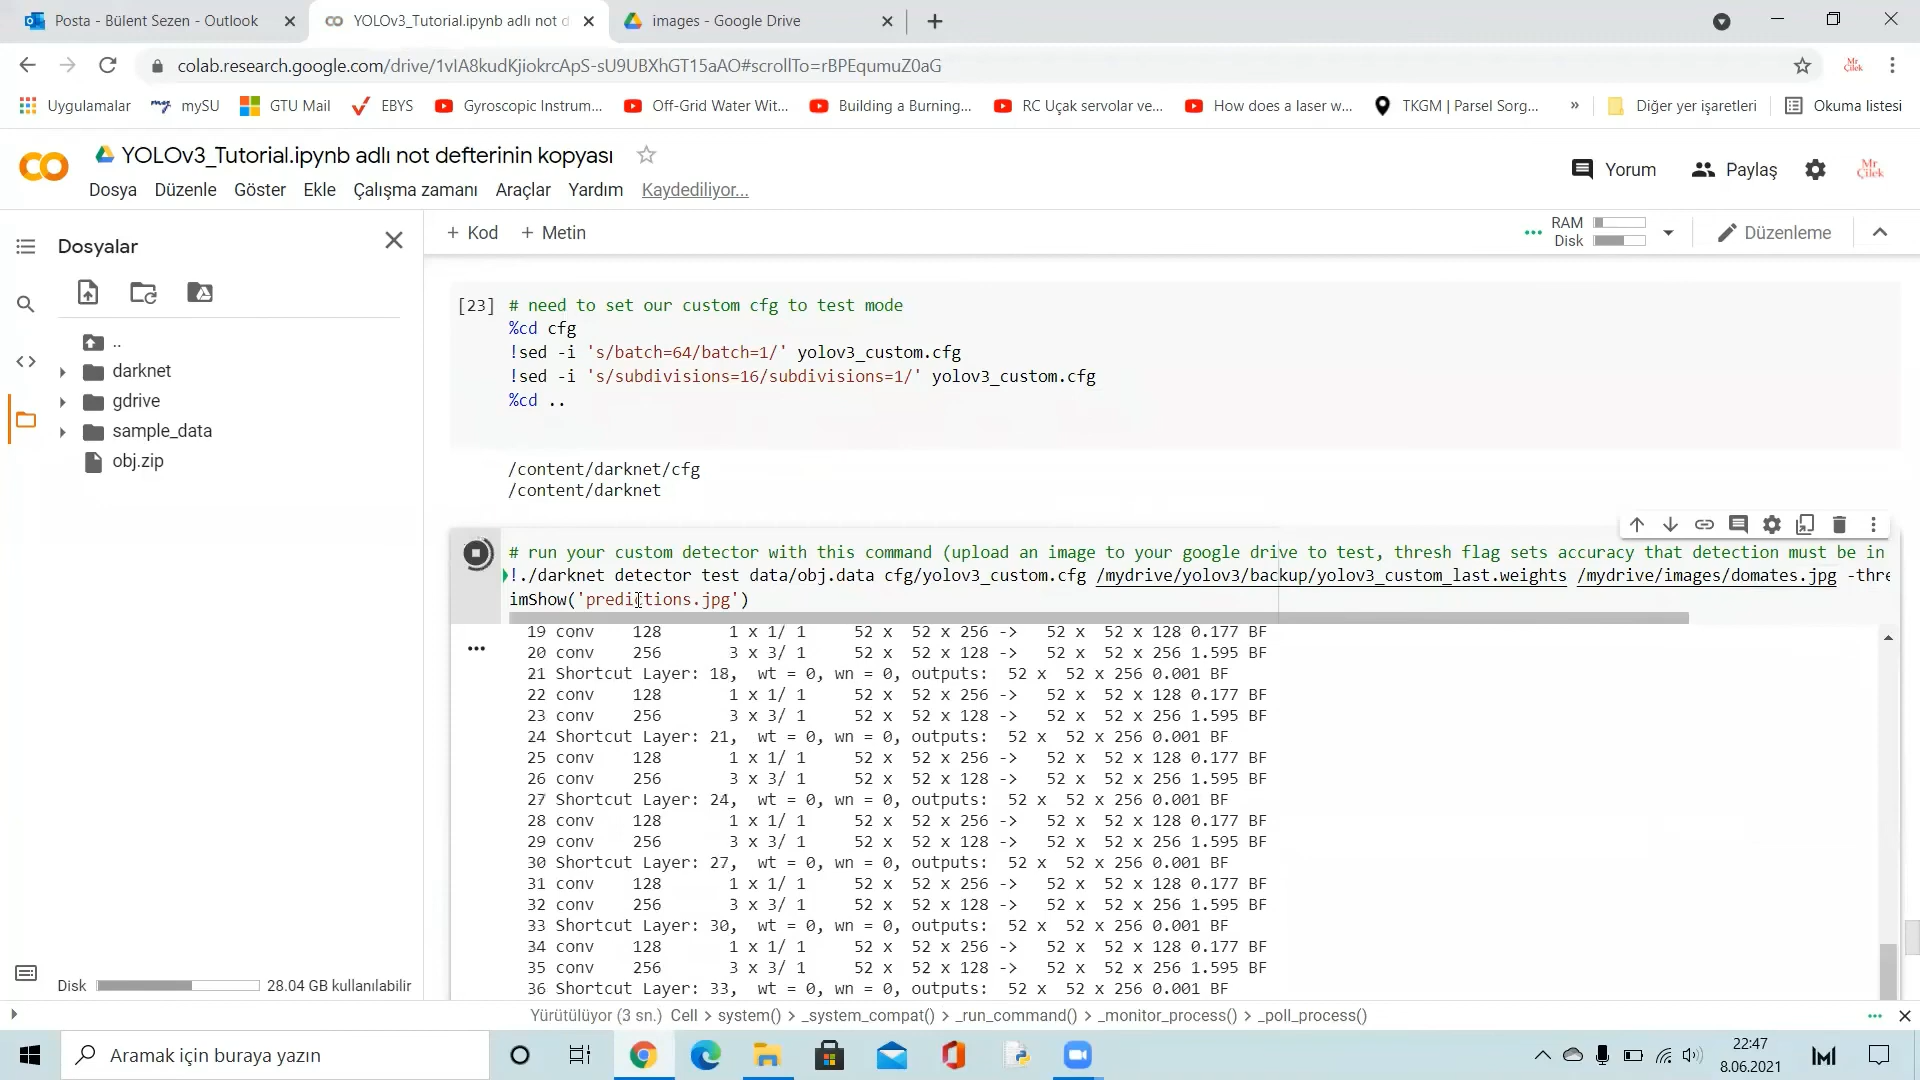 Posta - Bülent Sezen - Outlook
YOLOv3_Tutorial.ipynb adlı not d
images - Google Drive
colab.research.google.com/drive/1vIA8kudKjiokrcApS-sU9UBXhGT15aAO#scrollTo=rBPEqumuZ0aG
Mr. Çilek
Uygulamalar
mySU
GTU Mail
EBYS
Gyroscopic Instrum...
Off-Grid Water Wit...
Building a Burning...
RC Uçak servolar ve...
How does a laser w...
TKGM | Parsel Sorg...
»
Diğer yer işaretleri
Okuma listesi
YOLOv3_Tutorial.ipynb adlı not defterinin kopyası
Dosya Düzenle Göster Ekle Çalışma zamanı Araçlar Yardım Kaydediliyor...
Yorum
Paylaş
Mr. Çilek
Dosyalar
+ Kod + Metin
RAM
Disk
Düzenleme
..
darknet
gdrive
sample_data
obj.zip
Disk 28.04 GB kullanılabilir
[23] # need to set our custom cfg to test mode
%cd cfg
!sed -i 's/batch=64/batch=1/' yolov3_custom.cfg
!sed -i 's/subdivisions=16/subdivisions=1/' yolov3_custom.cfg
%cd ..
/content/darknet/cfg
/content/darknet
# run your custom detector with this command (upload an image to your google drive to test, thresh flag sets accuracy that detection must be in
!./darknet detector test data/obj.data cfg/yolov3_custom.cfg /mydrive/yolov3/backup/yolov3_custom_last.weights /mydrive/images/domates.jpg -thre
imShow('predictions.jpg')
19 conv 128 1 x 1/ 1 52 x 52 x 256 -> 52 x 52 x 128 0.177 BF
20 conv 256 3 x 3/ 1 52 x 52 x 128 -> 52 x 52 x 256 1.595 BF
21 Shortcut Layer: 18, wt = 0, wn = 0, outputs: 52 x 52 x 256 0.001 BF
22 conv 128 1 x 1/ 1 52 x 52 x 256 -> 52 x 52 x 128 0.177 BF
23 conv 256 3 x 3/ 1 52 x 52 x 128 -> 52 x 52 x 256 1.595 BF
24 Shortcut Layer: 21, wt = 0, wn = 0, outputs: 52 x 52 x 256 0.001 BF
25 conv 128 1 x 1/ 1 52 x 52 x 256 -> 52 x 52 x 128 0.177 BF
26 conv 256 3 x 3/ 1 52 x 52 x 128 -> 52 x 52 x 256 1.595 BF
27 Shortcut Layer: 24, wt = 0, wn = 0, outputs: 52 x 52 x 256 0.001 BF
28 conv 128 1 x 1/ 1 52 x 52 x 256 -> 52 x 52 x 128 0.177 BF
29 conv 256 3 x 3/ 1 52 x 52 x 128 -> 52 x 52 x 256 1.595 BF
30 Shortcut Layer: 27, wt = 0, wn = 0, outputs: 52 x 52 x 256 0.001 BF
31 conv 128 1 x 1/ 1 52 x 52 x 256 -> 52 x 52 x 128 0.177 BF
32 conv 256 3 x 3/ 1 52 x 52 x 128 -> 52 x 52 x 256 1.595 BF
33 Shortcut Layer: 30, wt = 0, wn = 0, outputs: 52 x 52 x 256 0.001 BF
34 conv 128 1 x 1/ 1 52 x 52 x 256 -> 52 x 52 x 128 0.177 BF
35 conv 256 3 x 3/ 1 52 x 52 x 128 -> 52 x 52 x 256 1.595 BF
36 Shortcut Layer: 33, wt = 0, wn = 0, outputs: 52 x 52 x 256 0.001 BF
Yürütülüyor (3 sn.) Cell > system() > _system_compat() > _run_command() > _monitor_process() > _poll_process()
Aramak için buraya yazın
22:47
8.06.2021